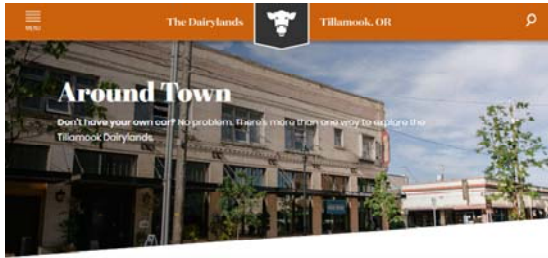 MENU
The Dairylands
Tillamook, OR
Around Town
Don't have your own car? No problem. There's more than one way to explore the
Tillamook Dairylands.